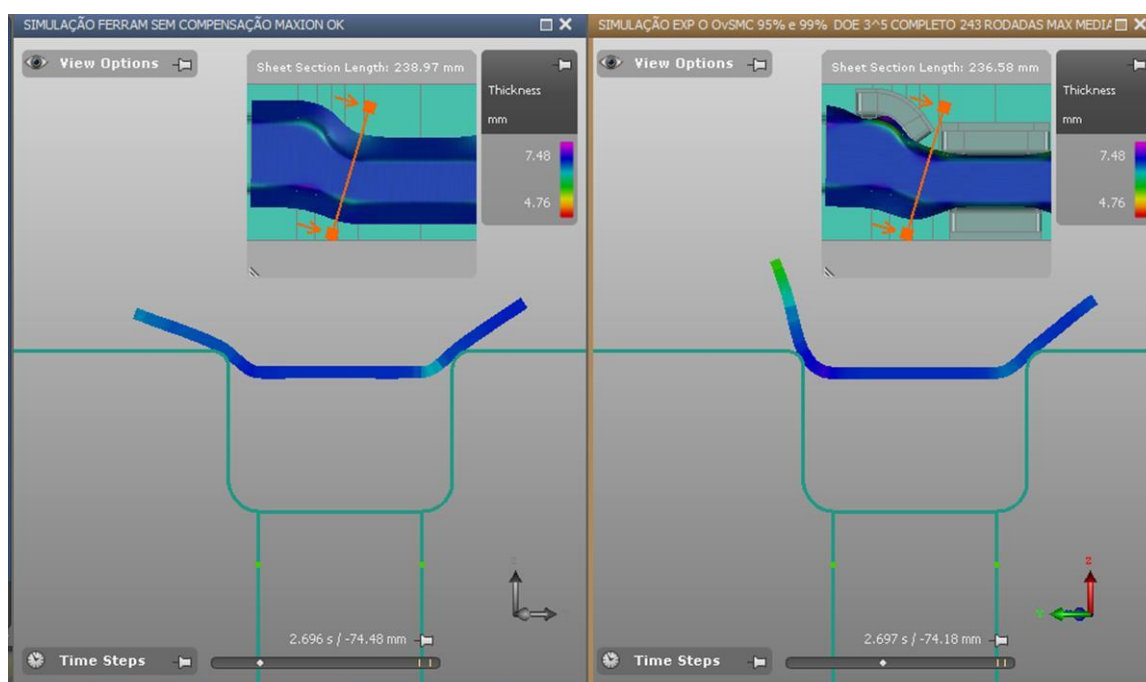 SIMULAÇÃO FERRAM SEM COMPENSAÇÃO MAXION OK
View Options
Sheet Section Length: 238.97 mm
Thickness
mm
7.48
4.76
2.696 s / -74.48 mm
Time Steps
SIMULAÇÃO EXP O OvSMC 95% e 99% DOE 3^5 COMPLETO 243 RODADAS MAX MEDIA
View Options
Sheet Section Length: 236.58 mm
Thickness
mm
7.48
4.76
z
2.697 s / -74.18 mm
Time Steps